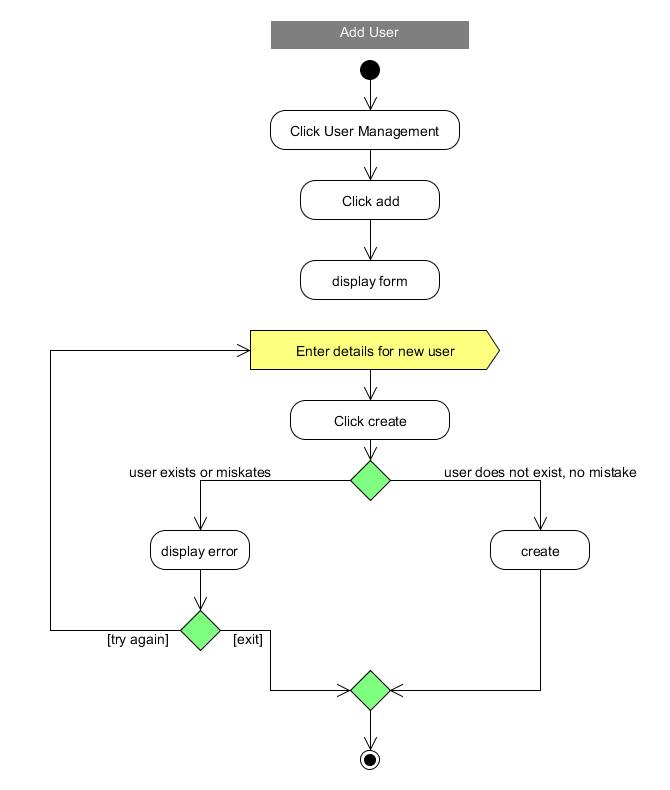 Add User
Click User Management
Click add
display form
Enter details for new user
Click create
user exists or miskates
user does not exist, no mistake
display error
create
[try again]
[exit]